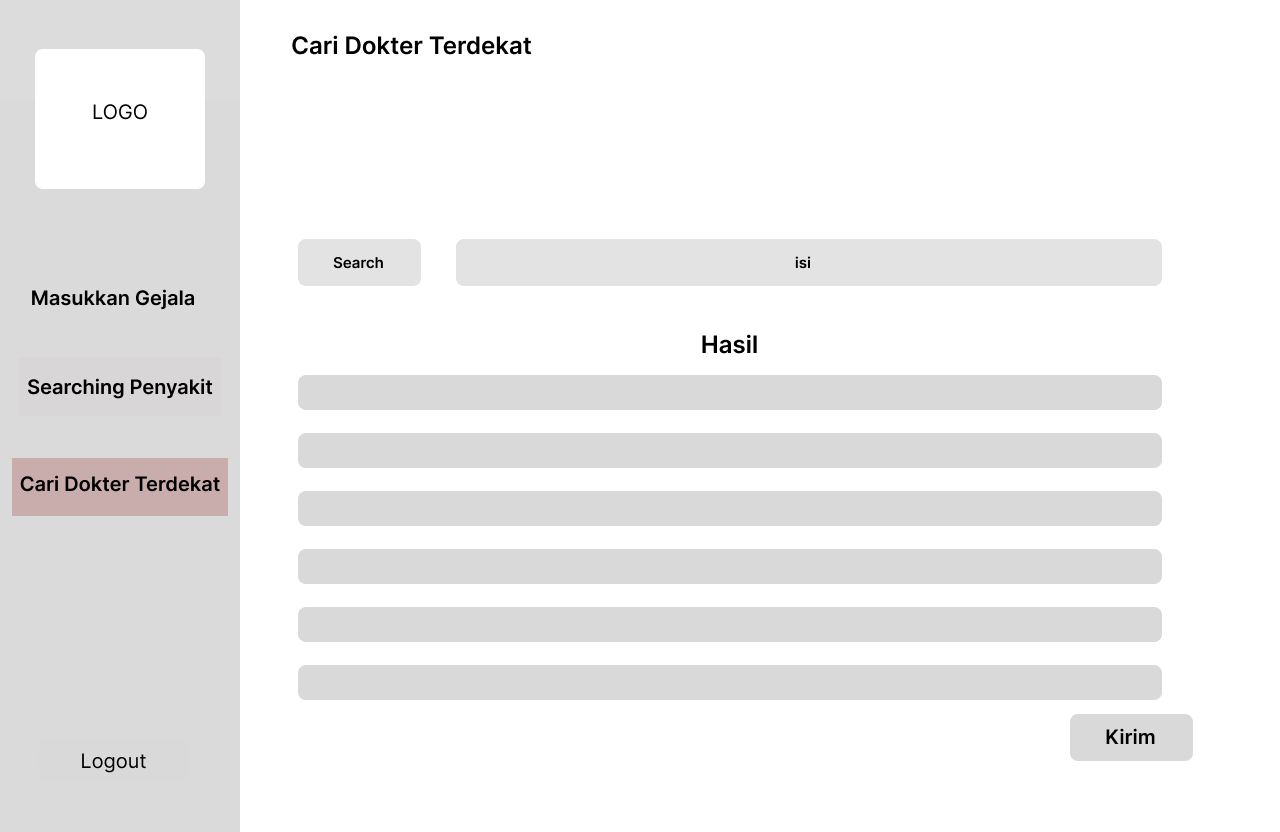 LOGO
Masukkan Gejala
Searching Penyakit
Cari Dokter Terdekat
Logout
Cari Dokter Terdekat
Search
isi
Hasil
Kirim